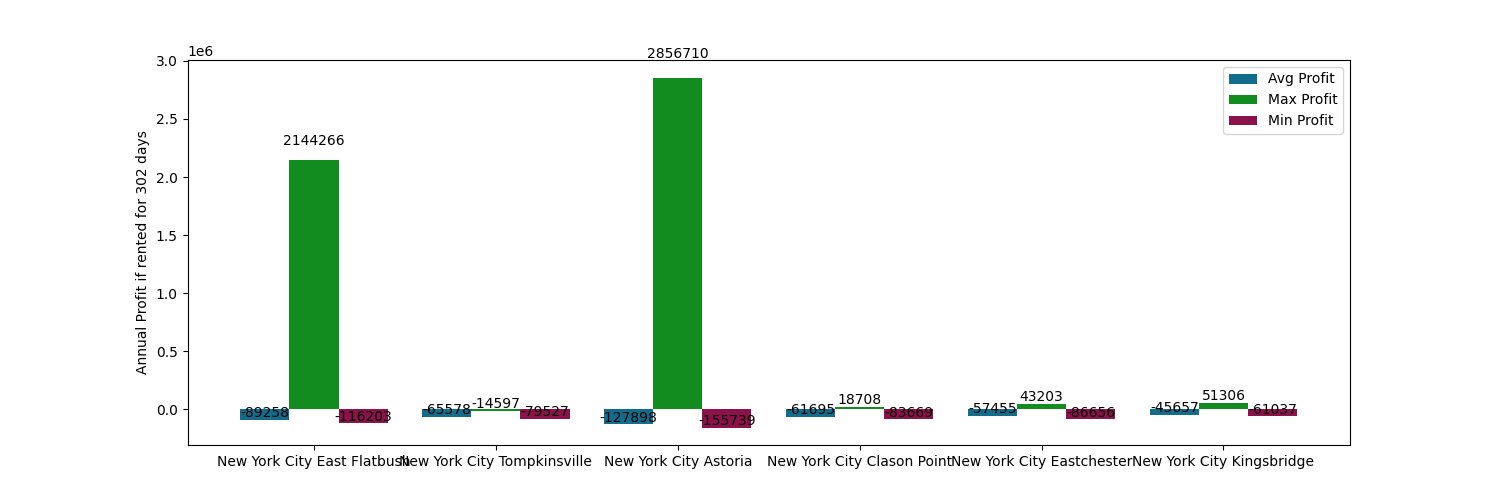 1e6
2856710
3.0
Avg Profit
Max Profit
Min Profit
2.5
2144266
2.0
1.5
1.0
0.5
0.0
Annual Profit if rented for 302 days
-89258
-116203
-65578
-14597
-79527
-127898
-155739
-61695
18708
-83669
-57455
43203
-86656
-45657
51306
-61037
New York City East Flatbush
New York City Tompkinsville
New York City Astoria
New York City Clason Point
New York City Eastchester
New York City Kingsbridge